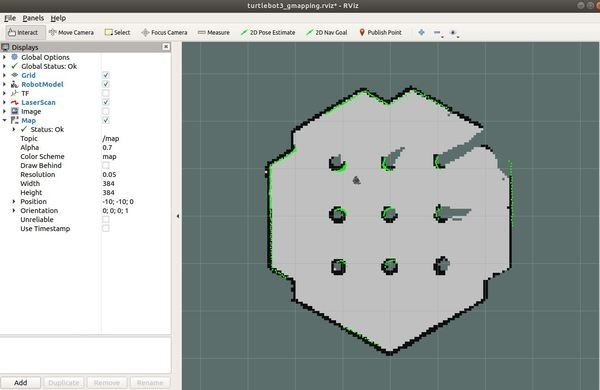 turtlebot3_gmapping.rviz* - RViz
File Panels Help
Interact Move Camera Select Focus Camera Measure 2D Pose Estimate 2D Nav Goal Publish Point
Displays
Global Options
Global Status: Ok
Grid
RobotModel
TF
LaserScan
Image
Map
Status: Ok
Topic /map
Alpha 0.7
Color Scheme map
Draw Behind
Resolution 0.05
Width 384
Height 384
Position -10; -10; 0
Orientation 0; 0; 0; 1
Unreliable
Use Timestamp
Add Duplicate Remove Rename